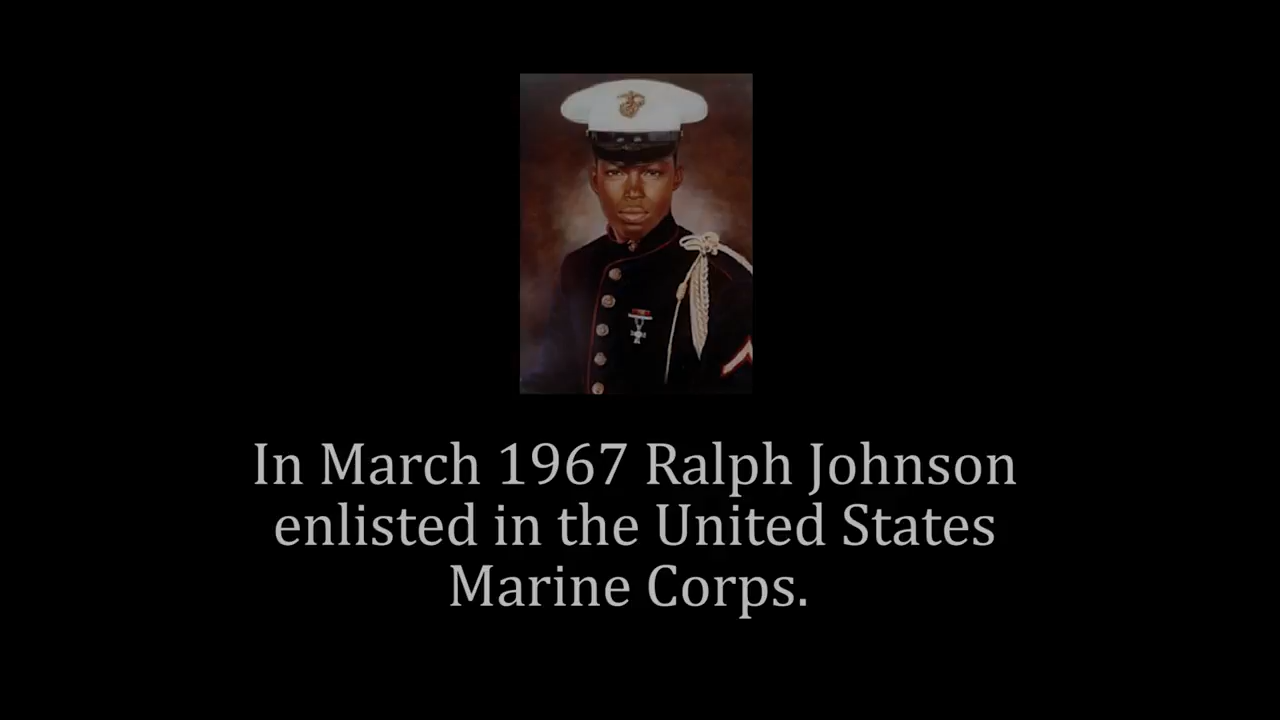 In March 1967 Ralph Johnson
enlisted in the United States
Marine Corps.